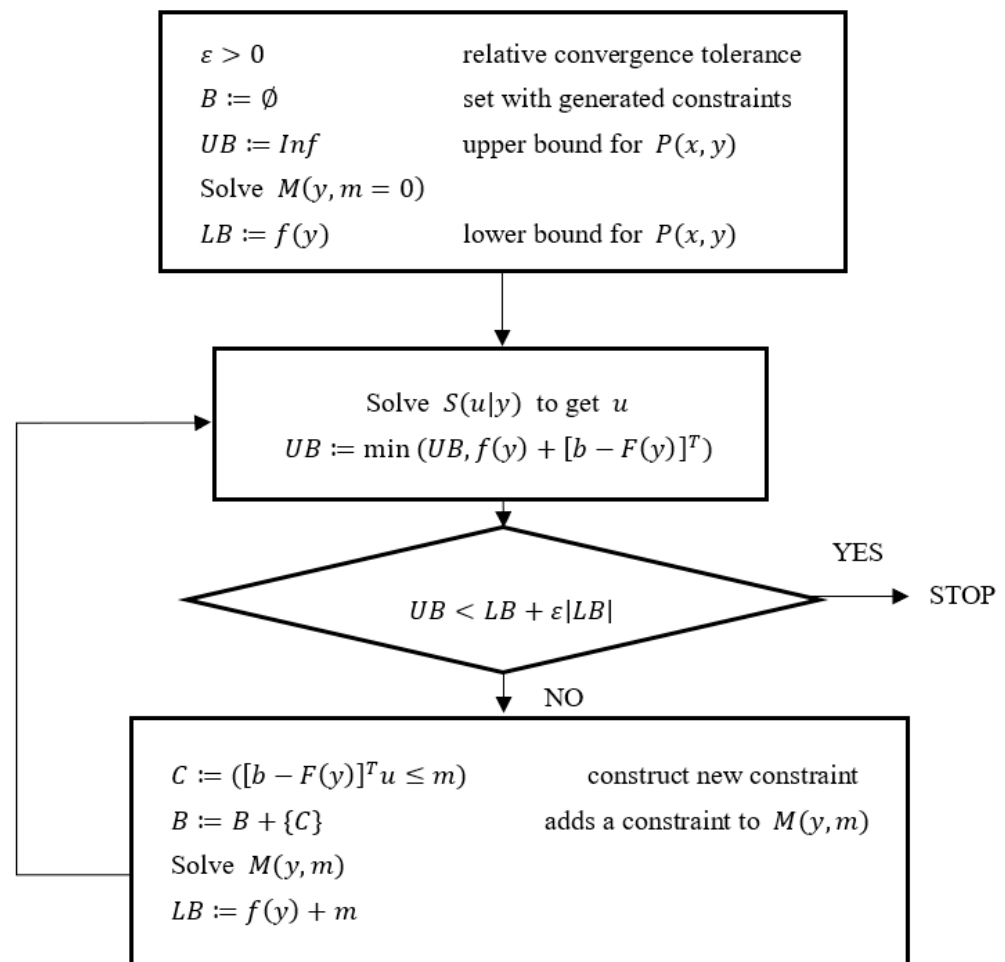 ε > 0 relative convergence tolerance
B ≔ ∅ set with generated constraints
UB ≔ Inf upper bound for P(x, y)
Solve M(y, m = 0)
LB ≔ f(y) lower bound for P(x, y)
Solve S(u|y) to get u
UB ≔ min (UB, f(y) + [b − F(y)]ᵀ)
UB < LB + ε|LB|
YES
STOP
NO
C ≔ ([b − F(y)]ᵀu ≤ m) construct new constraint
B ≔ B + {C} adds a constraint to M(y, m)
Solve M(y, m)
LB ≔ f(y) + m